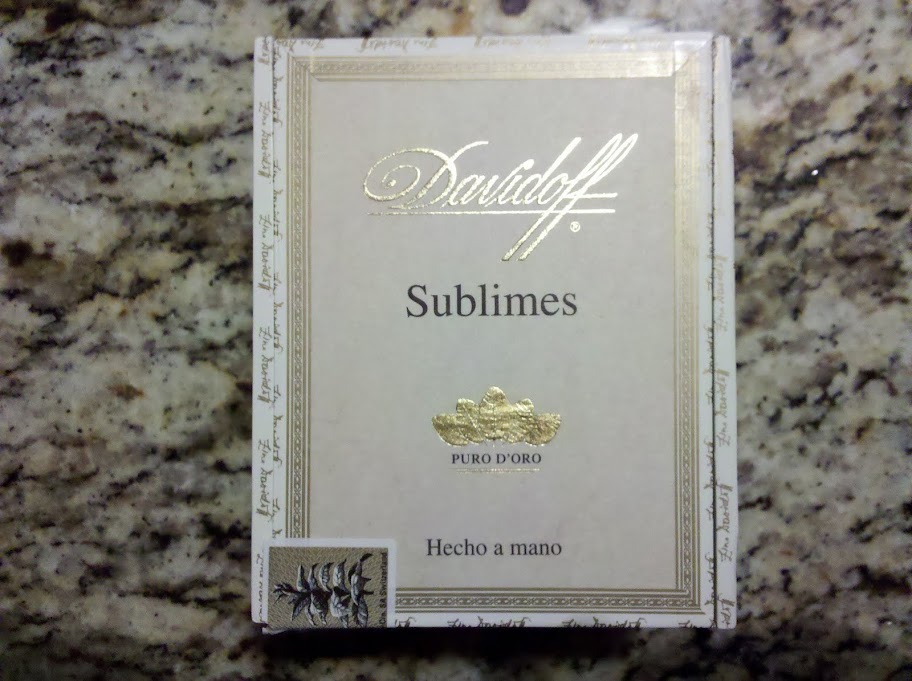 Davidoff®
Sublimes
PURO D'ORO
Hecho a mano